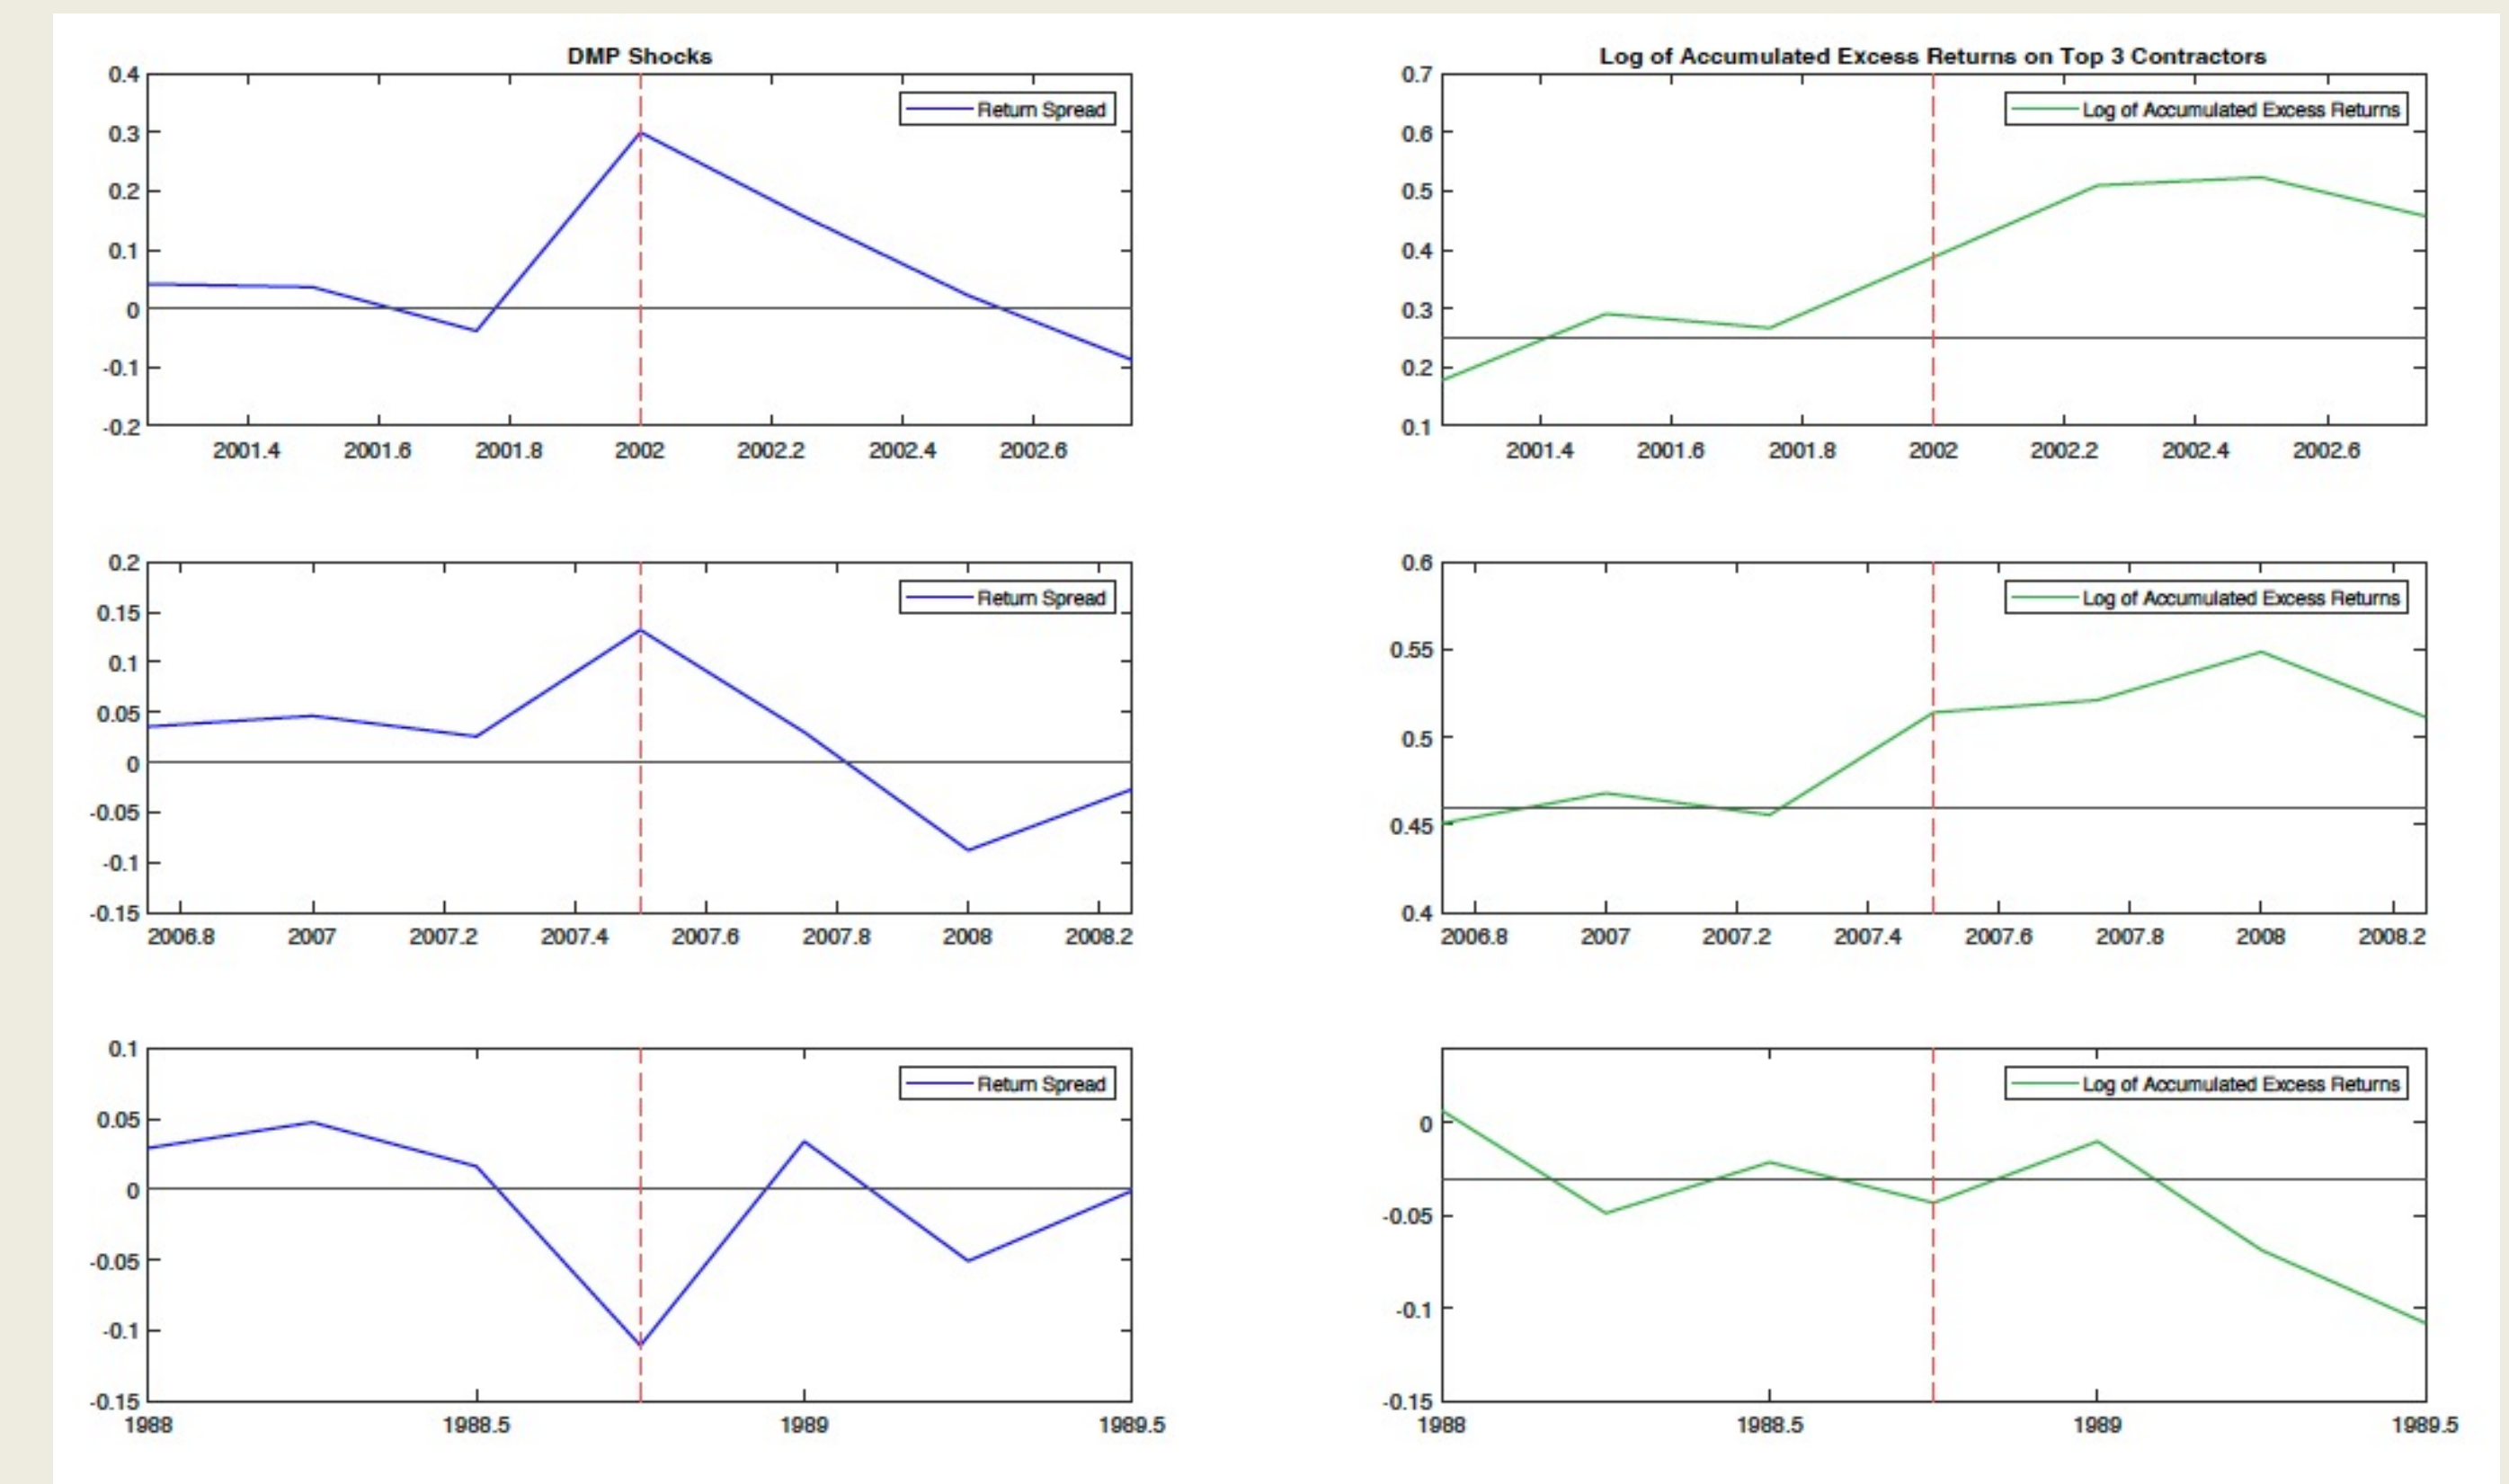 DMP Shocks
0.4
0.3
0.2
0.1
0
-0.1
-0.2
Return Spread
2001.4 2001.6 2001.8 2002 2002.2 2002.4 2002.6
Log of Accumulated Excess Returns on Top 3 Contractors
0.7
0.6
0.5
0.4
0.3
0.2
0.1
Log of Accumulated Excess Returns
2001.4 2001.6 2001.8 2002 2002.2 2002.4 2002.6
0.2
0.15
0.1
0.05
0
-0.05
-0.1
-0.15
Return Spread
2006.8 2007 2007.2 2007.4 2007.6 2007.8 2008 2008.2
0.6
0.55
0.5
0.45
0.4
Log of Accumulated Excess Returns
2006.8 2007 2007.2 2007.4 2007.6 2007.8 2008 2008.2
0.1
0.05
0
-0.05
-0.1
-0.15
Return Spread
1988 1988.5 1989 1989.5
0
-0.05
-0.1
-0.15
Log of Accumulated Excess Returns
1988 1988.5 1989 1989.5